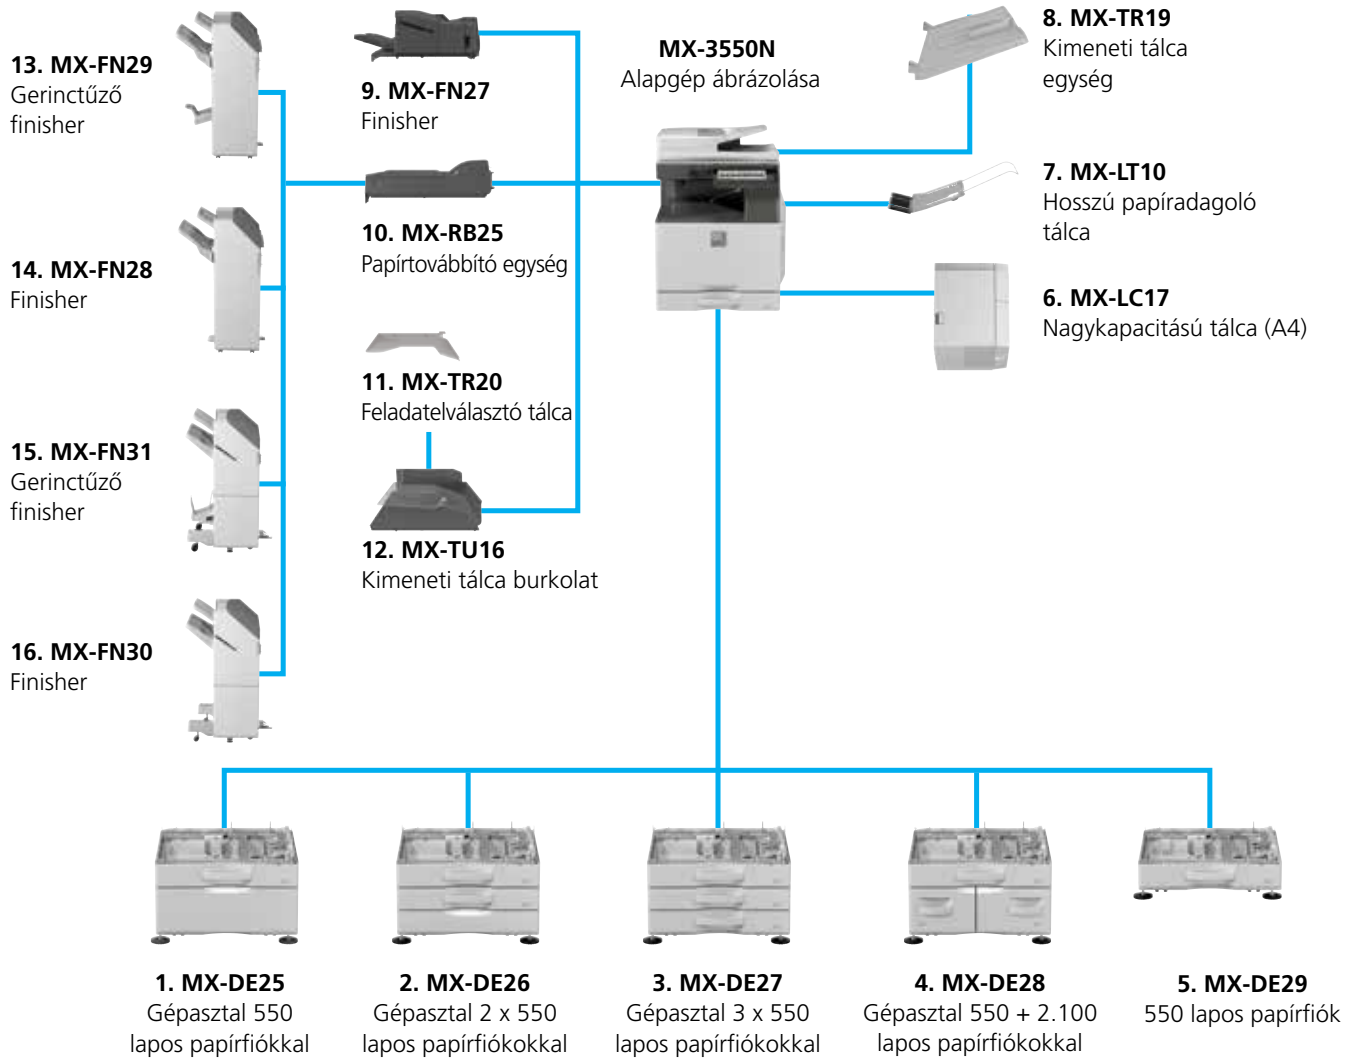 13. MX-FN29
Gerinctűző
finisher
14. MX-FN28
Finisher
15. MX-FN31
Gerinctűző
finisher
16. MX-FN30
Finisher
9. MX-FN27
Finisher
10. MX-RB25
Papírtovábbító egység
11. MX-TR20
Feladatelválasztó tálca
12. MX-TU16
Kimeneti tálca burkolat
MX-3550N
Alapgép ábrázolása
8. MX-TR19
Kimeneti tálca
egység
7. MX-LT10
Hosszú papíradagoló
tálca
6. MX-LC17
Nagykapacitású tálca (A4)
1. MX-DE25
Gépasztal 550
lapos papírfiókkal
2. MX-DE26
Gépasztal 2 x 550
lapos papírfiókokkal
3. MX-DE27
Gépasztal 3 x 550
lapos papírfiókokkal
4. MX-DE28
Gépasztal 550 + 2.100
lapos papírfiókokkal
5. MX-DE29
550 lapos papírfiók